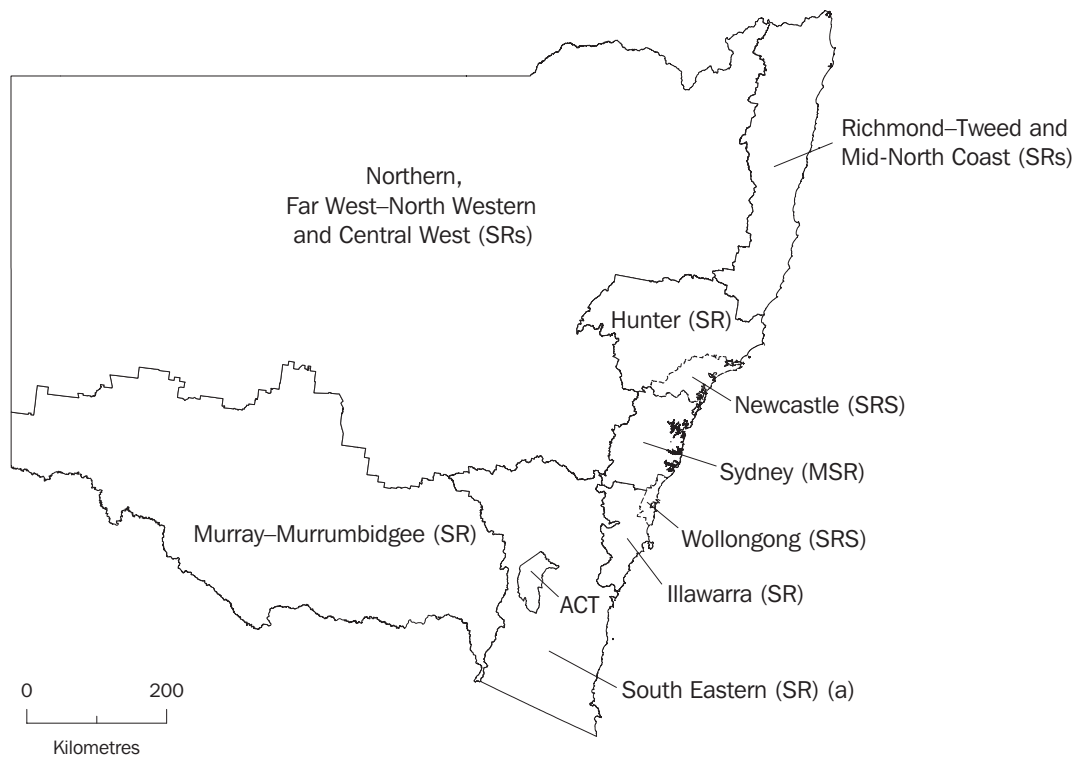 Richmond–Tweed and
Mid-North Coast (SRs)
Northern,
Far West–North Western
and Central West (SRs)
Hunter (SR)
Newcastle (SRS)
Sydney (MSR)
Murray–Murrumbidgee (SR)
Wollongong (SRS)
Illawarra (SR)
ACT
South Eastern (SR) (a)
0 200
Kilometres